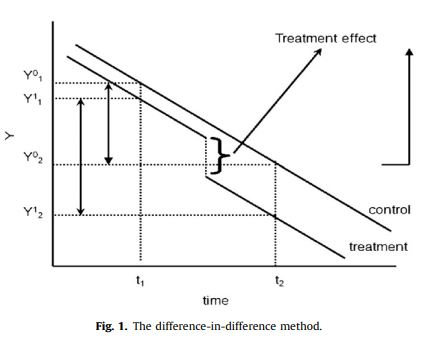 Treatment effect
Y⁰₁
Y¹₁
Y
Y⁰₂
Y¹₂
control
treatment
t₁
t₂
time
Fig. 1. The difference-in-difference method.